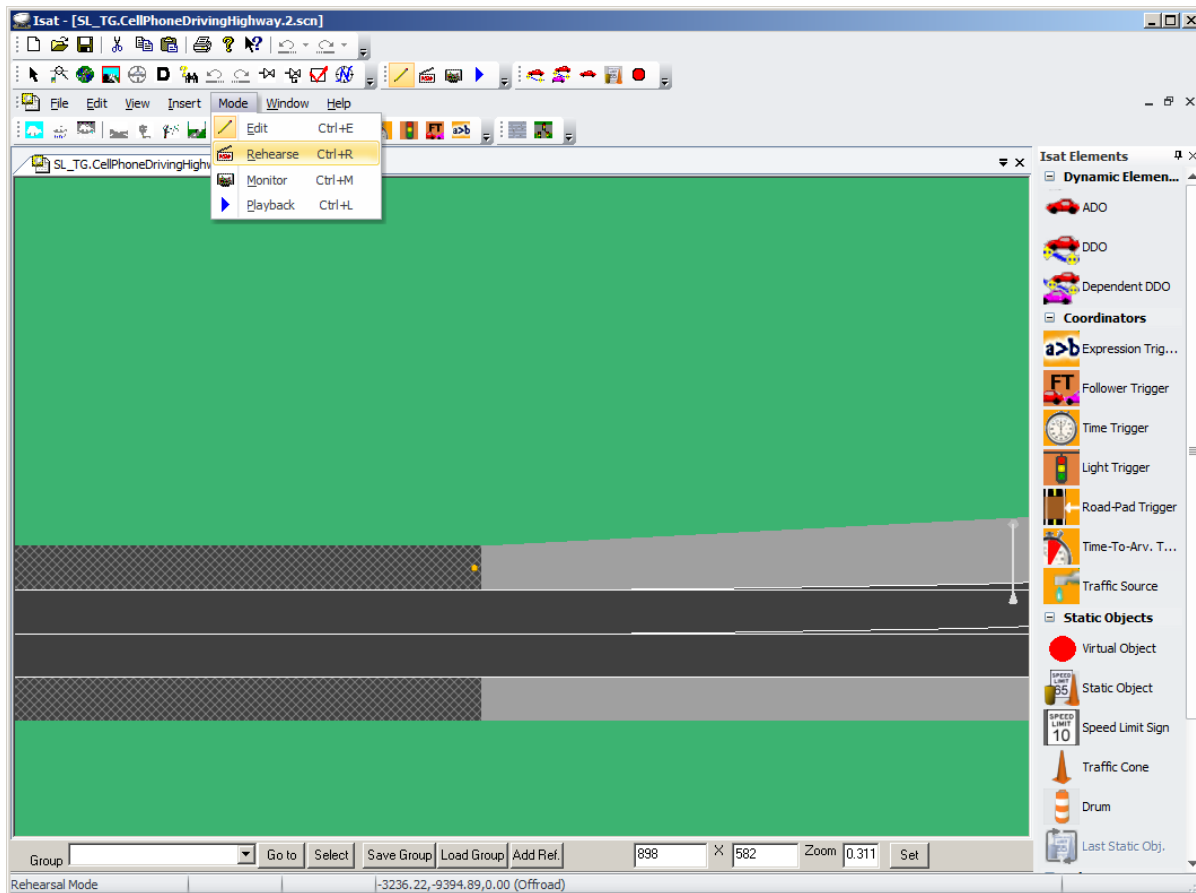 Isat - [SL_TG.CellPhoneDrivingHighway.2.scn]
D
File Edit View Insert Mode Window Help
FT a>b
Edit Ctrl+E
Rehearse Ctrl+R
Monitor Ctrl+M
Playback Ctrl+L
SL_TG.CellPhoneDrivingHighw
Isat Elements
Dynamic Elemen...
ADO
DDO
Dependent DDO
Coordinators
a>b Expression Trig...
FT Follower Trigger
Time Trigger
Light Trigger
Road-Pad Trigger
Time-To-Arv. T...
Traffic Source
Static Objects
Virtual Object
SPEED LIMIT 65 Static Object
SPEED LIMIT 10 Speed Limit Sign
Traffic Cone
Drum
Last Static Obj.
Group Go to Select Save Group Load Group Add Ref. 898 X 582 Zoom 0.311 Set
Rehearsal Mode -3236.22,-9394.89,0.00 (Offroad)